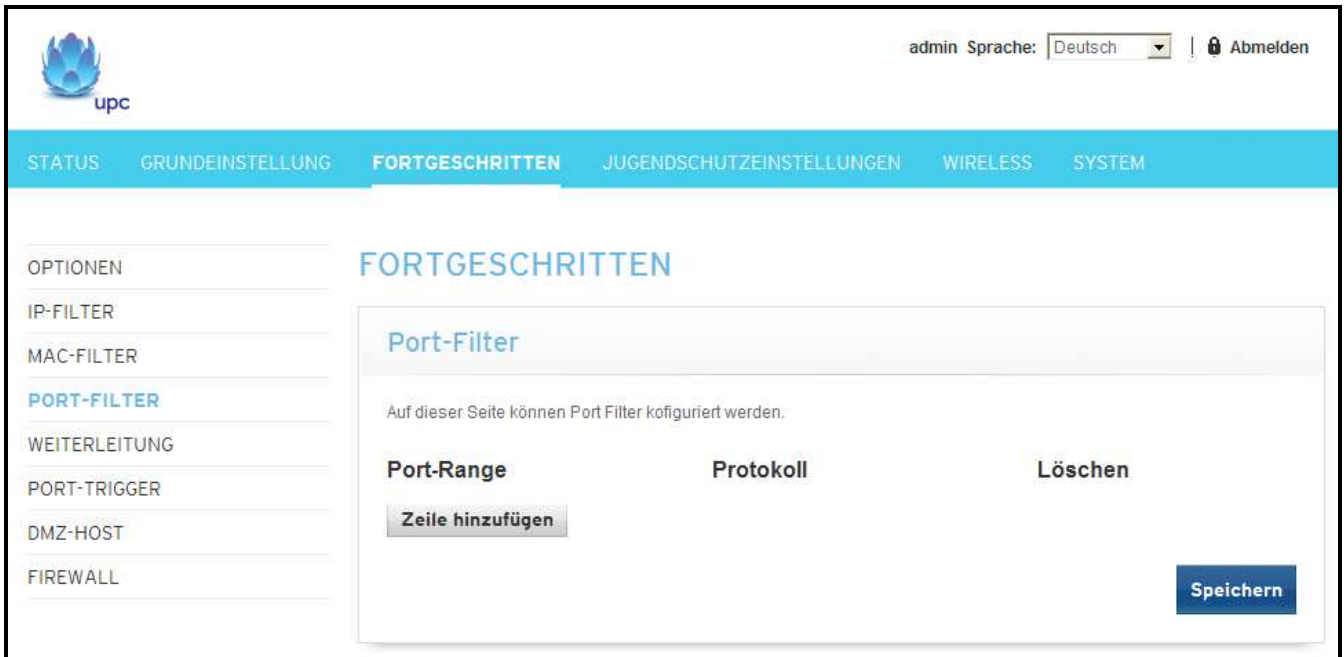 upc
admin Sprache: Deutsch | Abmelden
STATUS GRUNDEINSTELLUNG FORTGESCHRITTEN JUGENDSCHUTZEINSTELLUNGEN WIRELESS SYSTEM
OPTIONEN
IP-FILTER
MAC-FILTER
PORT-FILTER
WEITERLEITUNG
PORT-TRIGGER
DMZ-HOST
FIREWALL
FORTGESCHRITTEN
Port-Filter
Auf dieser Seite können Port Filter kofiguriert werden.
Port-Range Protokoll Löschen
Zeile hinzufügen
Speichern